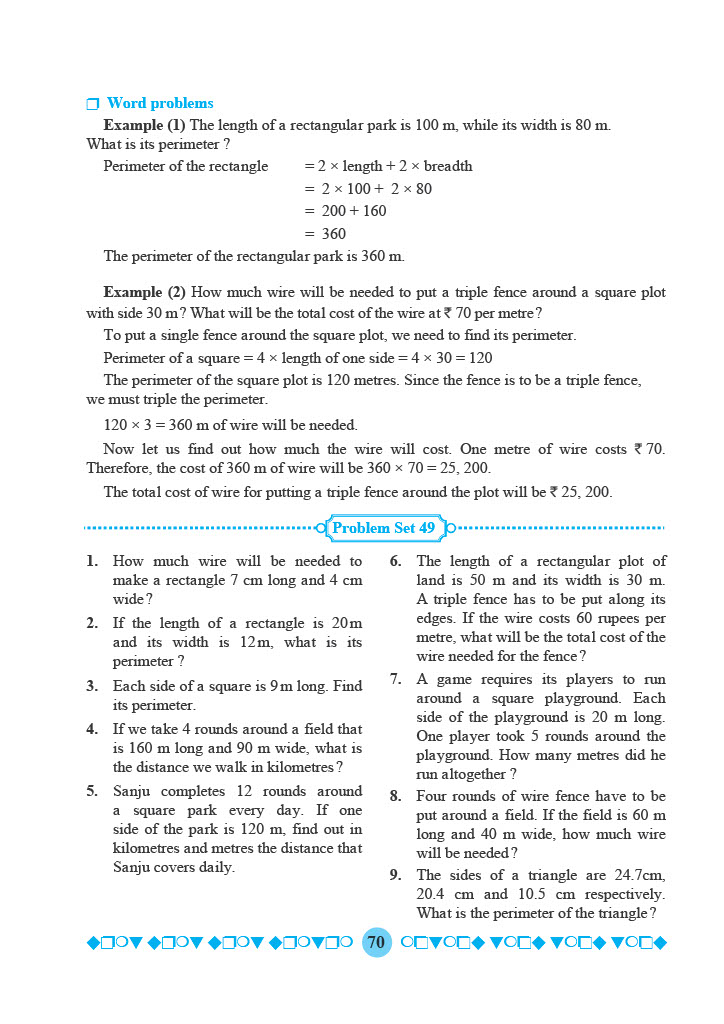 ❒ Word problems
Example (1) The length of a rectangular park is 100 m, while its width is 80 m.
What is its perimeter ?
Perimeter of the rectangle = 2 × length + 2 × breadth
= 2 × 100 + 2 × 80
= 200 + 160
= 360
The perimeter of the rectangular park is 360 m.
Example (2) How much wire will be needed to put a triple fence around a square plot
with side 30 m? What will be the total cost of the wire at ₹ 70 per metre?
To put a single fence around the square plot, we need to find its perimeter.
Perimeter of a square = 4 × length of one side = 4 × 30 = 120
The perimeter of the square plot is 120 metres. Since the fence is to be a triple fence,
we must triple the perimeter.
120 × 3 = 360 m of wire will be needed.
Now let us find out how much the wire will cost. One metre of wire costs ₹ 70.
Therefore, the cost of 360 m of wire will be 360 × 70 = 25, 200.
The total cost of wire for putting a triple fence around the plot will be ₹ 25, 200.
Problem Set 49
1. How much wire will be needed to
make a rectangle 7 cm long and 4 cm
wide?
2. If the length of a rectangle is 20m
and its width is 12m, what is its
perimeter ?
3. Each side of a square is 9m long. Find
its perimeter.
4. If we take 4 rounds around a field that
is 160 m long and 90 m wide, what is
the distance we walk in kilometres?
5. Sanju completes 12 rounds around
a square park every day. If one
side of the park is 120 m, find out in
kilometres and metres the distance that
Sanju covers daily.
6. The length of a rectangular plot of
land is 50 m and its width is 30 m.
A triple fence has to be put along its
edges. If the wire costs 60 rupees per
metre, what will be the total cost of the
wire needed for the fence?
7. A game requires its players to run
around a square playground. Each
side of the playground is 20 m long.
One player took 5 rounds around the
playground. How many metres did he
run altogether ?
8. Four rounds of wire fence have to be
put around a field. If the field is 60 m
long and 40 m wide, how much wire
will be needed?
9. The sides of a triangle are 24.7cm,
20.4 cm and 10.5 cm respectively.
What is the perimeter of the triangle?
70